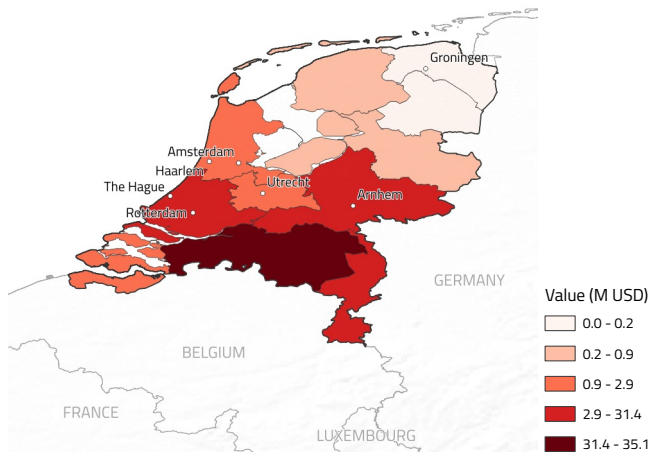 Groningen
Amsterdam
Haarlem
Utrecht
The Hague
Arnhem
Rotterdam
GERMANY
BELGIUM
FRANCE
LUXEMBOURG
Value (M USD)
0.0 - 0.2
0.2 - 0.9
0.9 - 2.9
2.9 - 31.4
31.4 - 35.1